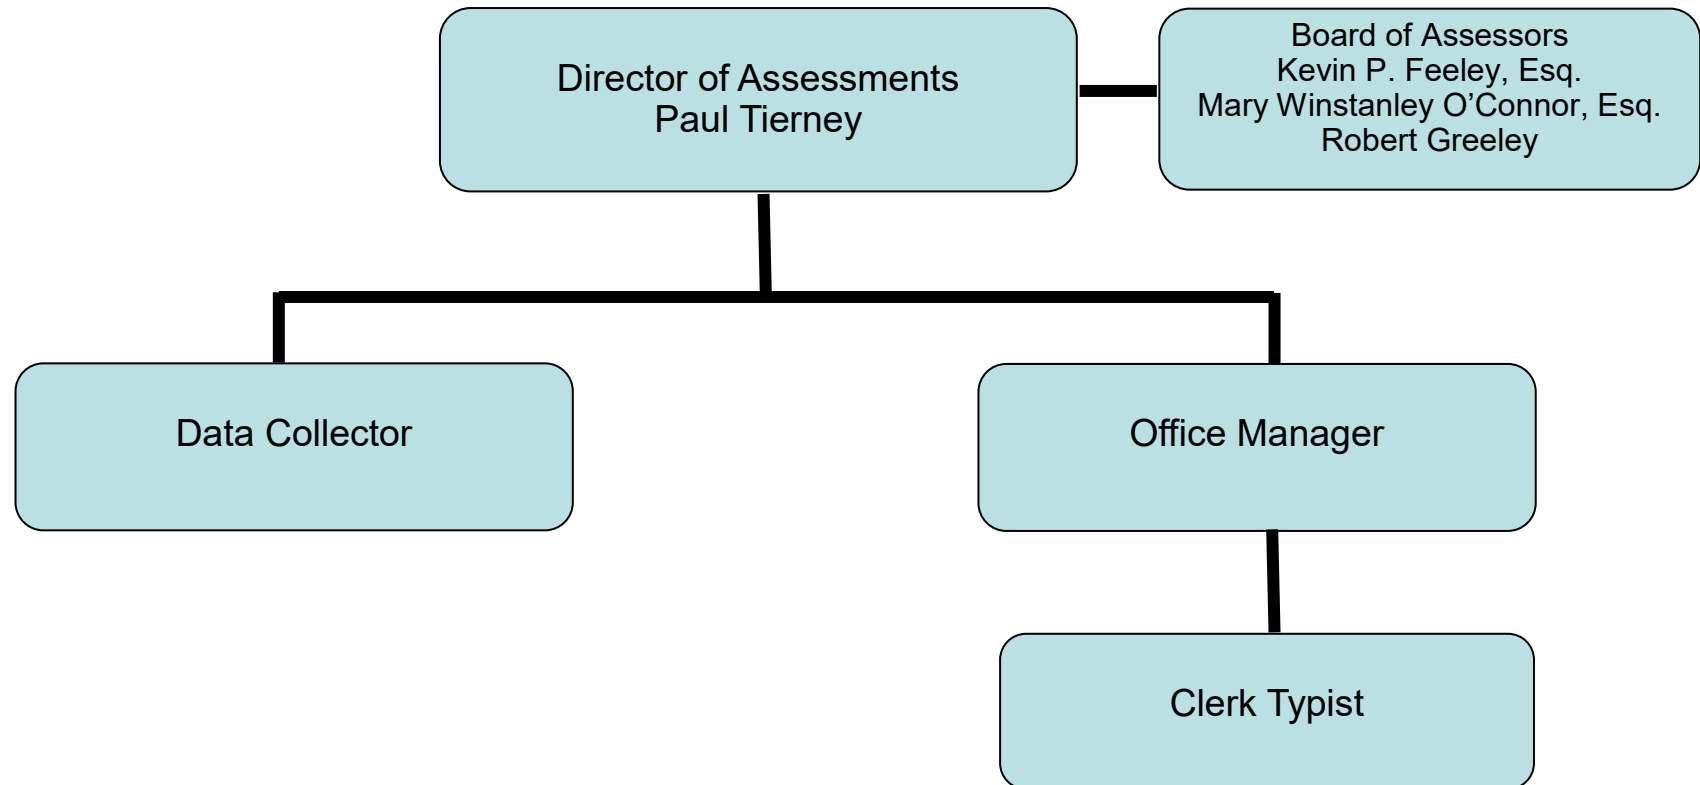 Director of Assessments
Paul Tierney
Board of Assessors
Kevin P. Feeley, Esq.
Mary Winstanley O’Connor, Esq.
Robert Greeley
Data Collector
Office Manager
Clerk Typist